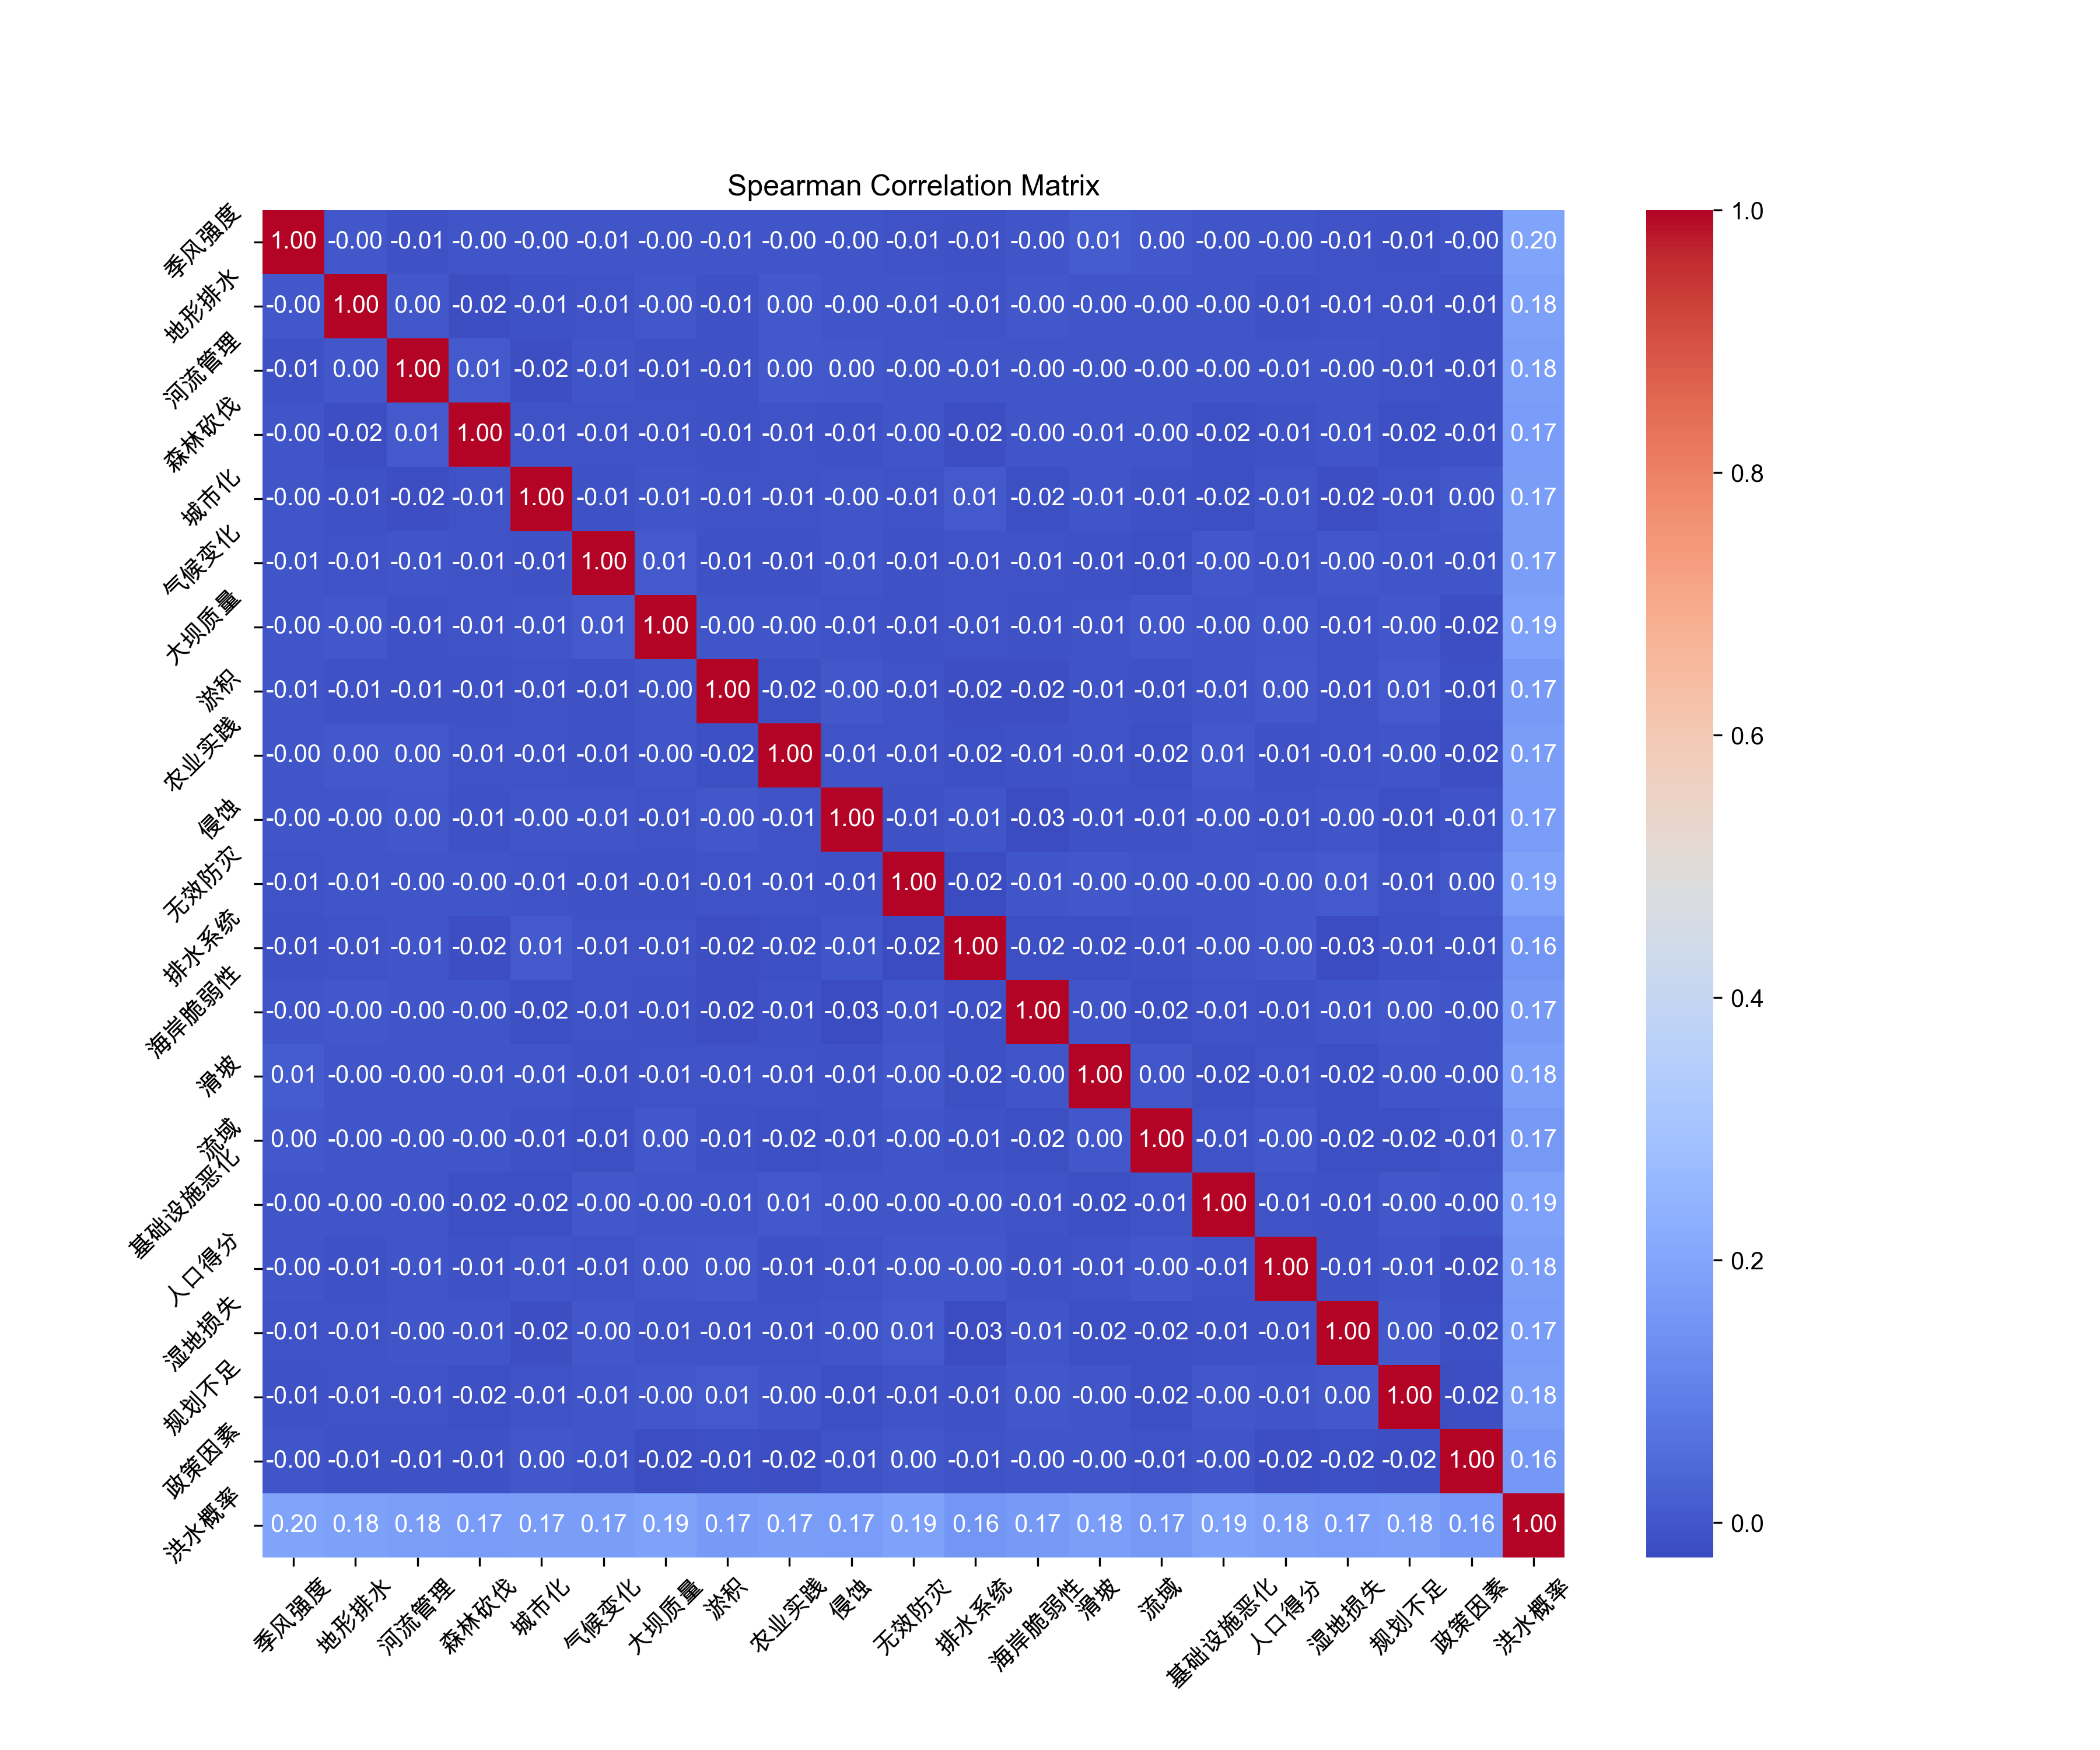 Spearman Correlation Matrix
季风强度 1.00 -0.00 -0.01 -0.00 -0.00 -0.01 -0.00 -0.01 -0.00 -0.00 -0.01 -0.01 -0.00 0.01 0.00 -0.00 -0.00 -0.01 -0.01 -0.00 0.20
地形排水 -0.00 1.00 0.00 -0.02 -0.01 -0.01 -0.00 -0.01 0.00 -0.00 -0.01 -0.01 -0.00 -0.00 -0.00 -0.00 -0.01 -0.01 -0.01 -0.01 0.18
河流管理 -0.01 0.00 1.00 0.01 -0.02 -0.01 -0.01 -0.01 0.00 0.00 -0.00 -0.01 -0.00 -0.00 -0.00 -0.00 -0.01 -0.00 -0.01 -0.01 0.18
森林砍伐 -0.00 -0.02 0.01 1.00 -0.01 -0.01 -0.01 -0.01 -0.01 -0.01 -0.00 -0.02 -0.00 -0.01 -0.00 -0.02 -0.01 -0.01 -0.02 -0.01 0.17
城市化 -0.00 -0.01 -0.02 -0.01 1.00 -0.01 -0.01 -0.01 -0.01 -0.00 -0.01 0.01 -0.02 -0.01 -0.01 -0.02 -0.01 -0.02 -0.01 0.00 0.17
气候变化 -0.01 -0.01 -0.01 -0.01 -0.01 1.00 0.01 -0.01 -0.01 -0.01 -0.01 -0.01 -0.01 -0.01 -0.01 -0.00 -0.01 -0.00 -0.01 -0.01 0.17
大坝质量 -0.00 -0.00 -0.01 -0.01 -0.01 0.01 1.00 -0.00 -0.00 -0.01 -0.01 -0.01 -0.01 -0.01 0.00 -0.00 0.00 -0.01 -0.00 -0.02 0.19
淤积 -0.01 -0.01 -0.01 -0.01 -0.01 -0.01 -0.00 1.00 -0.02 -0.00 -0.01 -0.02 -0.02 -0.01 -0.01 -0.01 0.00 -0.01 0.01 -0.01 0.17
农业实践 -0.00 0.00 0.00 -0.01 -0.01 -0.01 -0.00 -0.02 1.00 -0.01 -0.01 -0.02 -0.01 -0.01 -0.02 0.01 -0.01 -0.01 -0.00 -0.02 0.17
侵蚀 -0.00 -0.00 0.00 -0.01 -0.00 -0.01 -0.01 -0.00 -0.01 1.00 -0.01 -0.01 -0.03 -0.01 -0.01 -0.00 -0.01 -0.00 -0.01 -0.01 0.17
无效防灾 -0.01 -0.01 -0.00 -0.00 -0.01 -0.01 -0.01 -0.01 -0.01 -0.01 1.00 -0.02 -0.01 -0.00 -0.00 -0.00 -0.00 0.01 -0.01 0.00 0.19
排水系统 -0.01 -0.01 -0.01 -0.02 0.01 -0.01 -0.01 -0.02 -0.02 -0.01 -0.02 1.00 -0.02 -0.02 -0.01 -0.00 -0.00 -0.03 -0.01 -0.01 0.16
海岸脆弱性 -0.00 -0.00 -0.00 -0.00 -0.02 -0.01 -0.01 -0.02 -0.01 -0.03 -0.01 -0.02 1.00 -0.00 -0.02 -0.01 -0.01 -0.01 0.00 -0.00 0.17
滑坡 0.01 -0.00 -0.00 -0.01 -0.01 -0.01 -0.01 -0.01 -0.01 -0.01 -0.00 -0.02 -0.00 1.00 0.00 -0.02 -0.01 -0.02 -0.00 -0.00 0.18
流域 0.00 -0.00 -0.00 -0.00 -0.01 -0.01 0.00 -0.01 -0.02 -0.01 -0.00 -0.01 -0.02 0.00 1.00 -0.01 -0.00 -0.02 -0.02 -0.01 0.17
基础设施恶化 -0.00 -0.00 -0.00 -0.02 -0.02 -0.00 -0.00 -0.01 0.01 -0.00 -0.00 -0.00 -0.01 -0.02 -0.01 1.00 -0.01 -0.01 -0.00 -0.00 0.19
人口得分 -0.00 -0.01 -0.01 -0.01 -0.01 -0.01 0.00 0.00 -0.01 -0.01 -0.00 -0.00 -0.01 -0.01 -0.00 -0.01 1.00 -0.01 -0.01 -0.02 0.18
湿地损失 -0.01 -0.01 -0.00 -0.01 -0.02 -0.00 -0.01 -0.01 -0.01 -0.00 0.01 -0.03 -0.01 -0.02 -0.02 -0.01 -0.01 1.00 0.00 -0.02 0.17
规划不足 -0.01 -0.01 -0.01 -0.02 -0.01 -0.01 -0.00 0.01 -0.00 -0.01 -0.01 -0.01 0.00 -0.00 -0.02 -0.00 -0.01 0.00 1.00 -0.02 0.18
政策因素 -0.00 -0.01 -0.01 -0.01 0.00 -0.01 -0.02 -0.01 -0.02 -0.01 0.00 -0.01 -0.00 -0.00 -0.01 -0.00 -0.02 -0.02 -0.02 1.00 0.16
洪水概率 0.20 0.18 0.18 0.17 0.17 0.17 0.19 0.17 0.17 0.17 0.19 0.16 0.17 0.18 0.17 0.19 0.18 0.17 0.18 0.16 1.00
季风强度 地形排水 河流管理 森林砍伐 城市化 气候变化 大坝质量 淤积 农业实践 侵蚀 无效防灾 排水系统 海岸脆弱性 滑坡 流域 基础设施恶化 人口得分 湿地损失 规划不足 政策因素 洪水概率
1.0
0.8
0.6
0.4
0.2
0.0